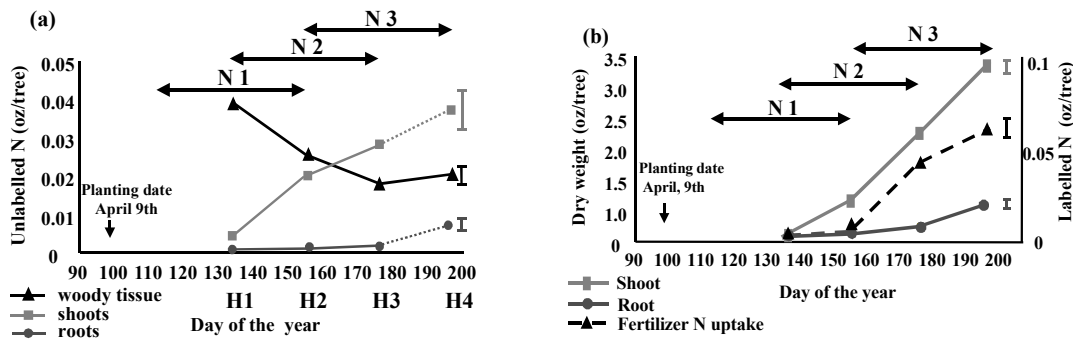 (a)
N 3
N 2
N 1
0.05
0.04
0.03
0.02
0.01
0
Unlabelled N (oz/tree)
Planting date
April 9th
90 100 110 120 130 140 150 160 170 180 190 200
H1 H2 H3 H4
Day of the year
woody tissue
shoots
roots
(b)
N 3
N 2
N 1
3.5
3.0
2.5
2.0
1.5
1.0
0.5
0
Dry weight (oz/tree)
0.1
0.05
0
Labelled N (oz/tree)
Planting date
April, 9th
90 100 110 120 130 140 150 160 170 180 190 200
Day of the year
Shoot
Root
Fertilizer N uptake